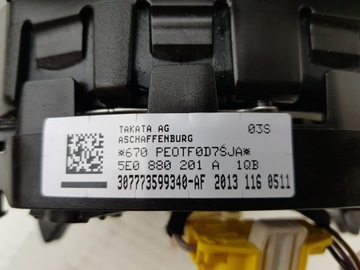 TAKATA AG 03S
ASCHAFFENBURG
*670 PEOTF0D7SJA*
5E0 880 201 A 1QB
307773599340-AF 2013 116 0511